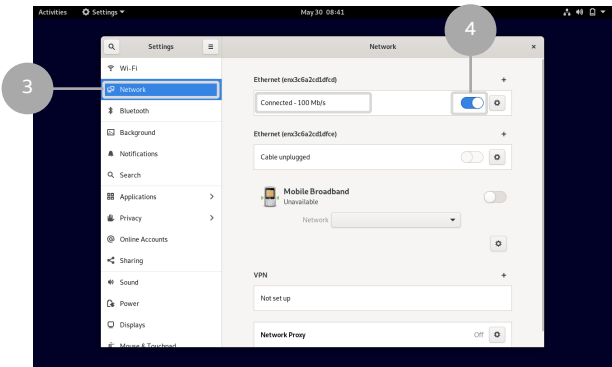 Activities Settings May 30 08:41
4
Settings Network
3
Wi-Fi
Network
Bluetooth
Background
Notifications
Search
Applications
Privacy
Online Accounts
Sharing
Sound
Power
Displays
Mouse & Touchpad
Ethernet (enx3c6a2cd1dfcd)
Connected - 100 Mb/s
Ethernet (enx3c6a2cd1dfce)
Cable unplugged
Mobile Broadband
Unavailable
Network
VPN
Not set up
Network Proxy Off